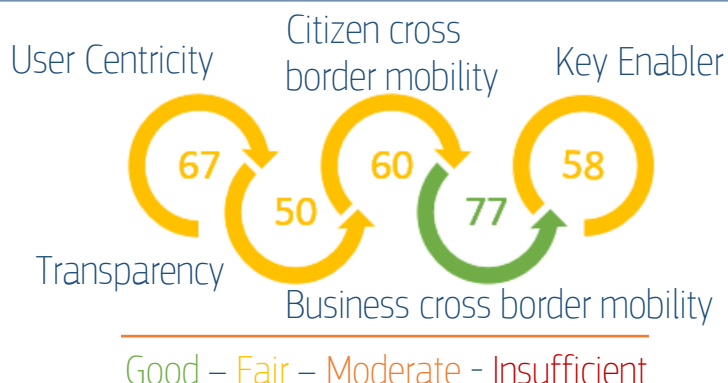 User Centricity
Citizen cross
border mobility
Key Enabler
67
50
60
77
58
Transparency
Business cross border mobility
Good – Fair – Moderate - Insufficient